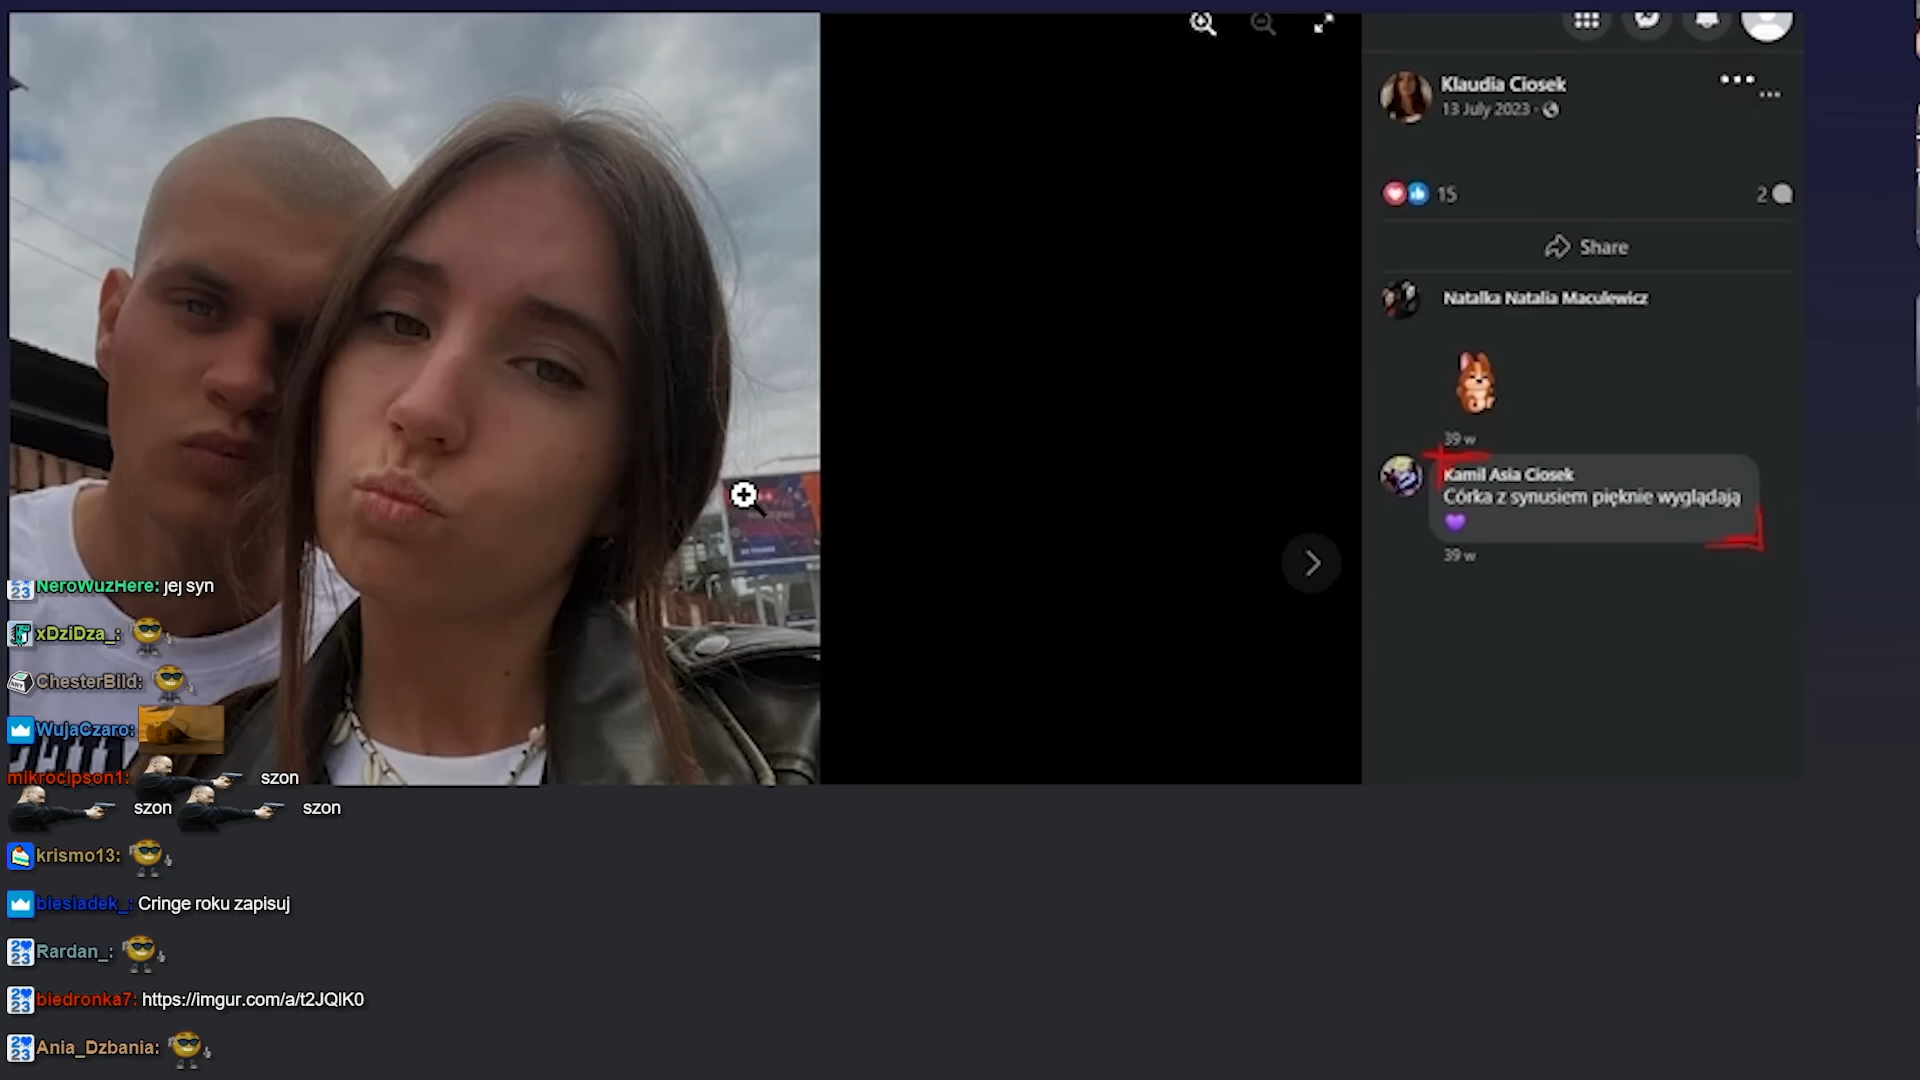 Klaudia Ciosek
13 July 2023 ·
15
2
Share
Natalka Natalia Maculewicz
39 w
Kamil Asia Ciosek
Córka z synusiem pięknie wyglądają
39 w
NeroWuzHere: jej syn
xDziDza_:
ChesterBild:
WujaCzaro:
mikrocipson1: szon
szon szon
krismo13:
biesiadek_: Cringe roku zapisuj
Rardan_:
biedronka7: https://imgur.com/a/t2JQlK0
Ania_Dzbania: